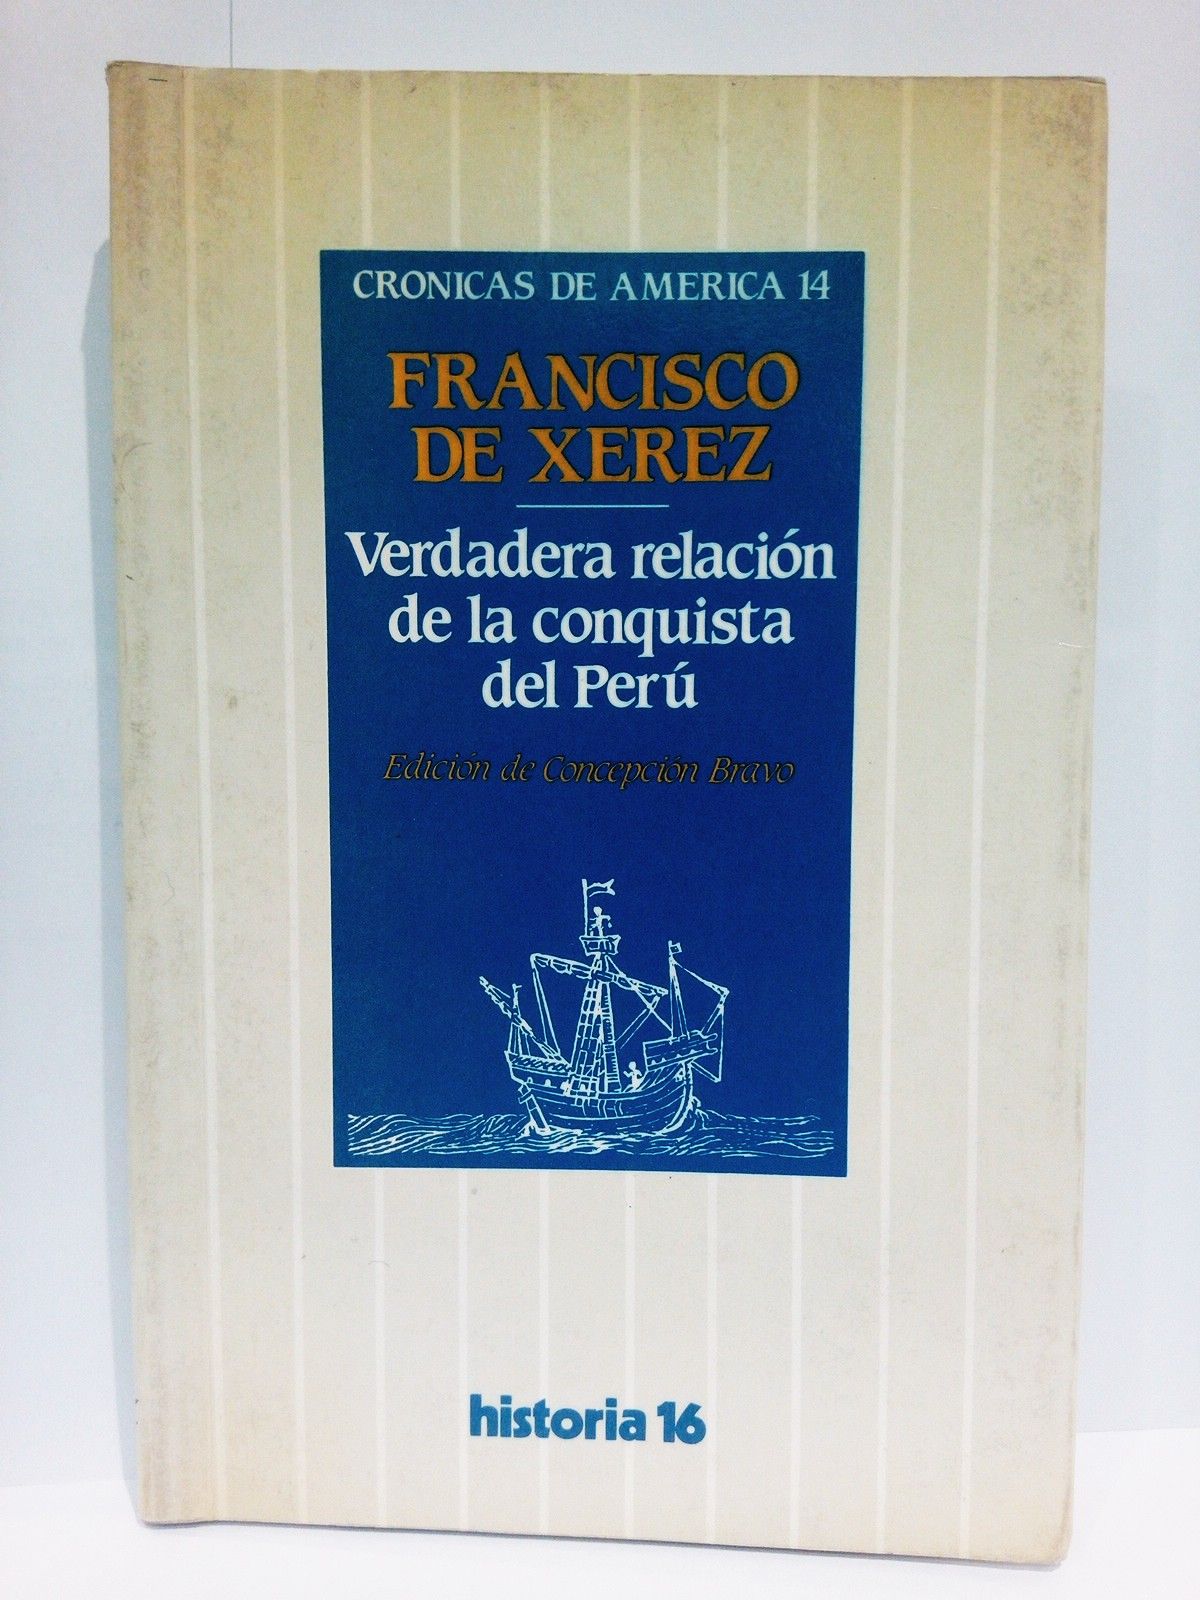 CRONICAS DE AMERICA 14
FRANCISCO
DE XEREZ
Verdadera relación
de la conquista
del Perú
Edición de Concepción Bravo
historia 16